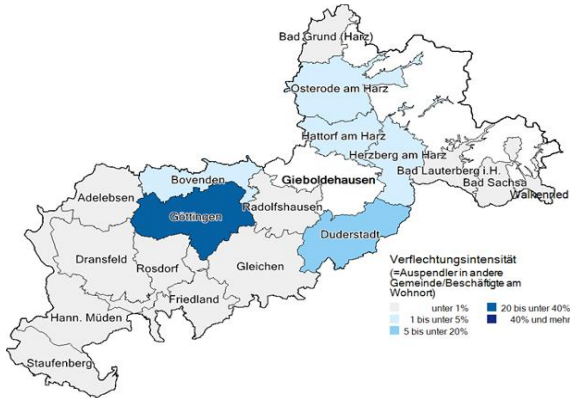 Bad Grund (Harz)
Osterode am Harz
Hattorf am Harz
Herzberg am Harz
Bad Lauterberg i.H.
Gieboldehausen
Bad Sachsa
Walkenried
Bovenden
Adelebsen
Radolfshausen
Göttingen
Duderstadt
Dransfeld
Rosdorf
Gleichen
Friedland
Hann. Müden
Staufenberg
Verflechtungsintensität
(=Auspendler in andere
Gemeinde/Beschäftigte am
Wohnort)
unter 1%
1 bis unter 5%
5 bis unter 20%
20 bis unter 40%
40% und mehr